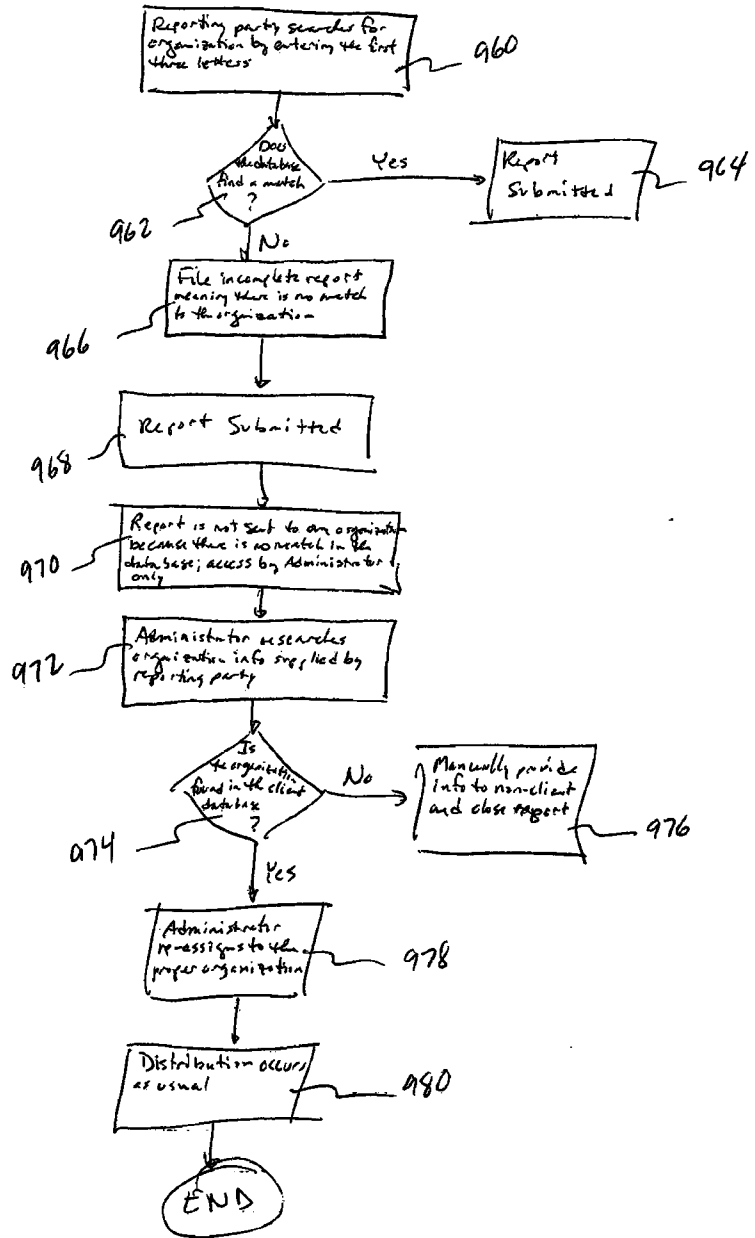 Reporting party searches for
organization by entering the first
three letters
960
Does
the database
find a match
?
962
Yes
Report
Submitted
964
No
File incomplete report
meaning there is no match
to the organization
966
Report Submitted
968
Report is not sent to an organization
because there is no match in the
database; access by Administrator
only
970
Administrator researches
organization info supplied by
reporting party
972
Is
the organization
found in the client
database
?
974
No
Manually provide
info to non-client
and close report
976
Yes
Administrator
re-assigns to the
proper organization
978
Distribution occurs
as usual
980
END